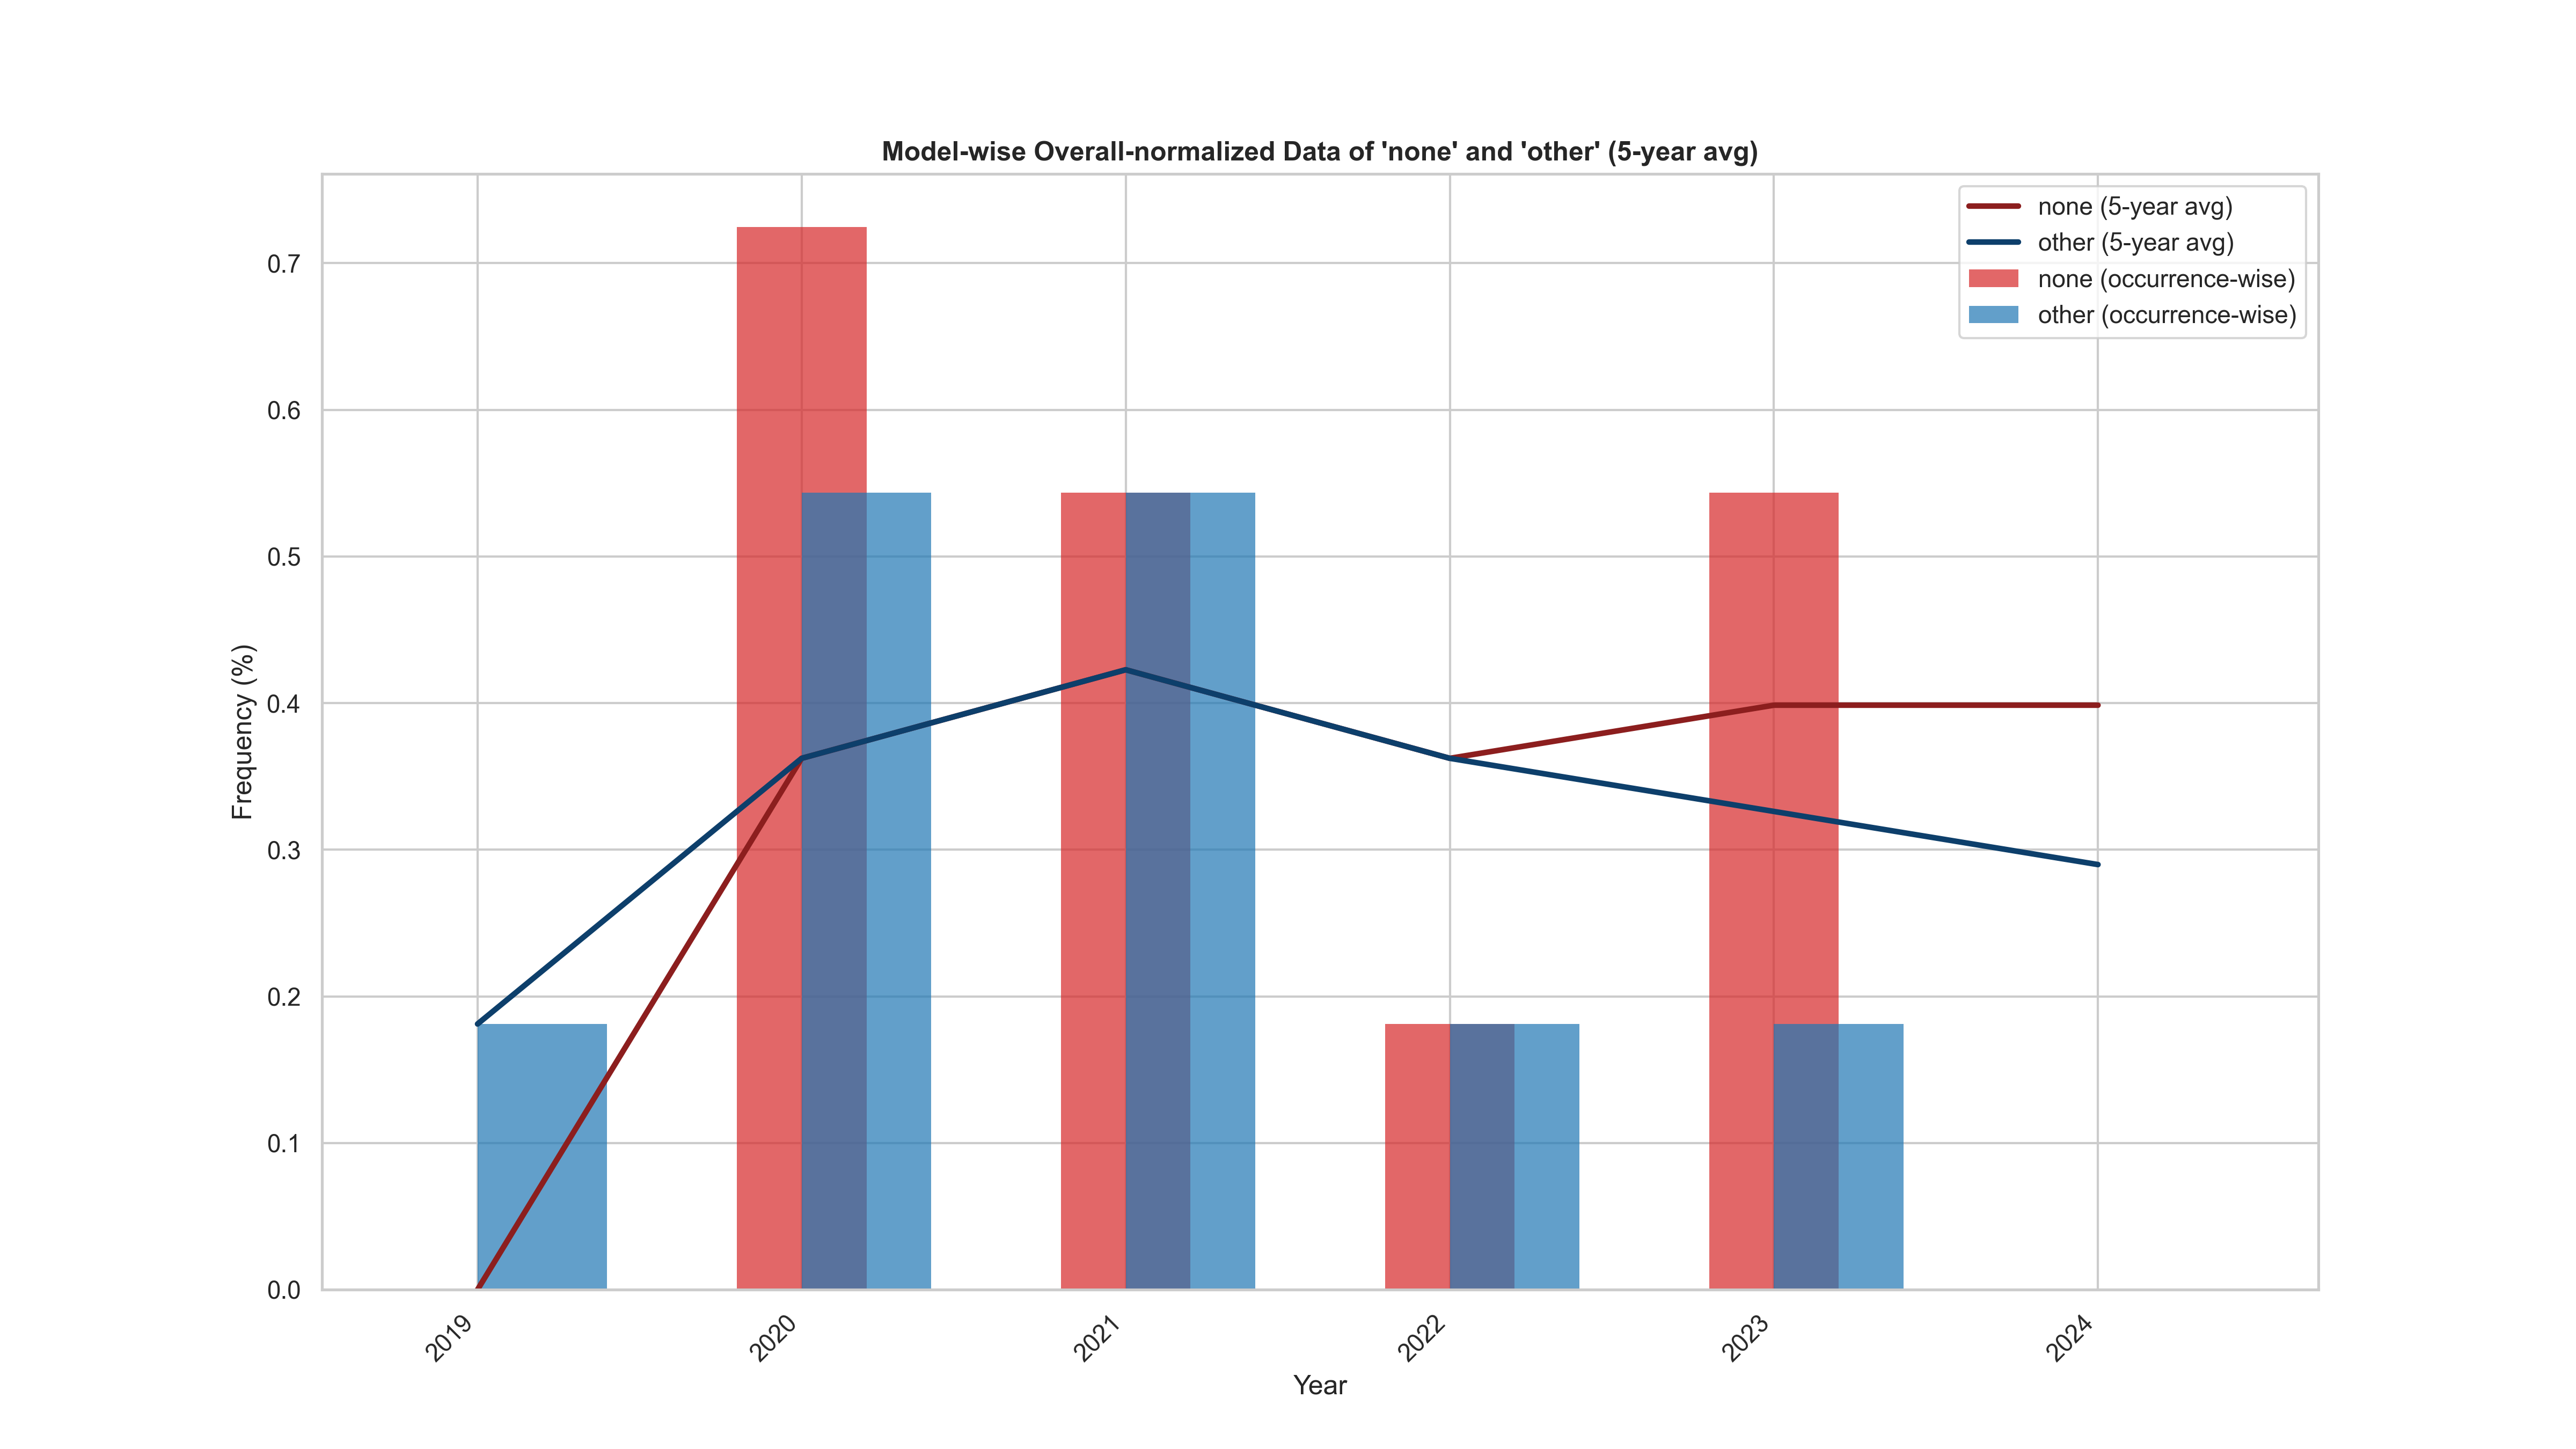 Model-wise Overall-normalized Data of 'none' and 'other' (5-year avg)
none (5-year avg)
other (5-year avg)
none (occurrence-wise)
other (occurrence-wise)
Frequency (%)
0.7
0.6
0.5
0.4
0.3
0.2
0.1
0.0
2019
2020
2021
2022
2023
2024
Year